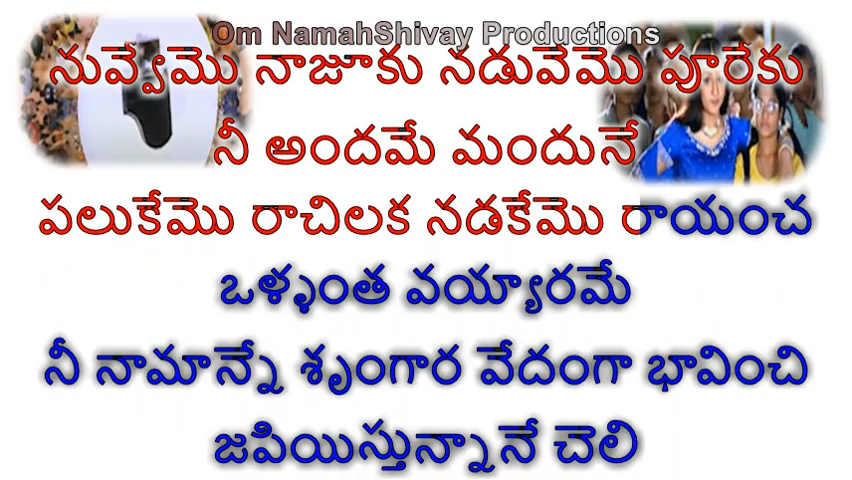 Om NamahShivay Productions
నువ్వేమొ నాజూకు నడువేమొ పూరేకు
నీ అందమే మందునే
పలుకేమొ రాచిలక నడకేమొ రాయంచ
ఒళ్ళంత వయ్యారమే
నీ నామాన్నే శృంగార వేదంగా భావించి
జపియిస్తున్నానే చెలి